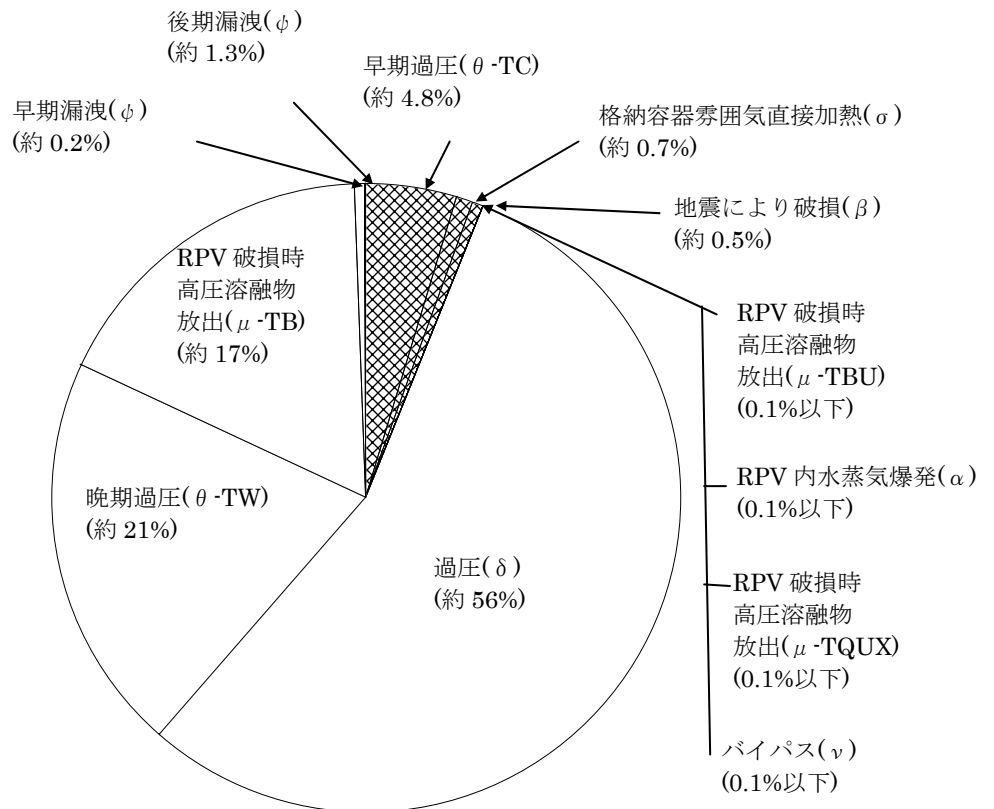 後期漏洩(φ)
(約 1.3%)
早期過圧(θ-TC)
(約 4.8%)
早期漏洩(φ)
(約 0.2%)
格納容器雰囲気直接加熱(σ)
(約 0.7%)
地震により破損(β)
(約 0.5%)
RPV 破損時
高圧溶融物
放出(μ-TB)
(約 17%)
RPV 破損時
高圧溶融物
放出(μ-TBU)
(0.1%以下)
RPV 内水蒸気爆発(α)
(0.1%以下)
晩期過圧(θ-TW)
(約 21%)
過圧(δ)
(約 56%)
RPV 破損時
高圧溶融物
放出(μ-TQUX)
(0.1%以下)
バイパス(ν)
(0.1%以下)